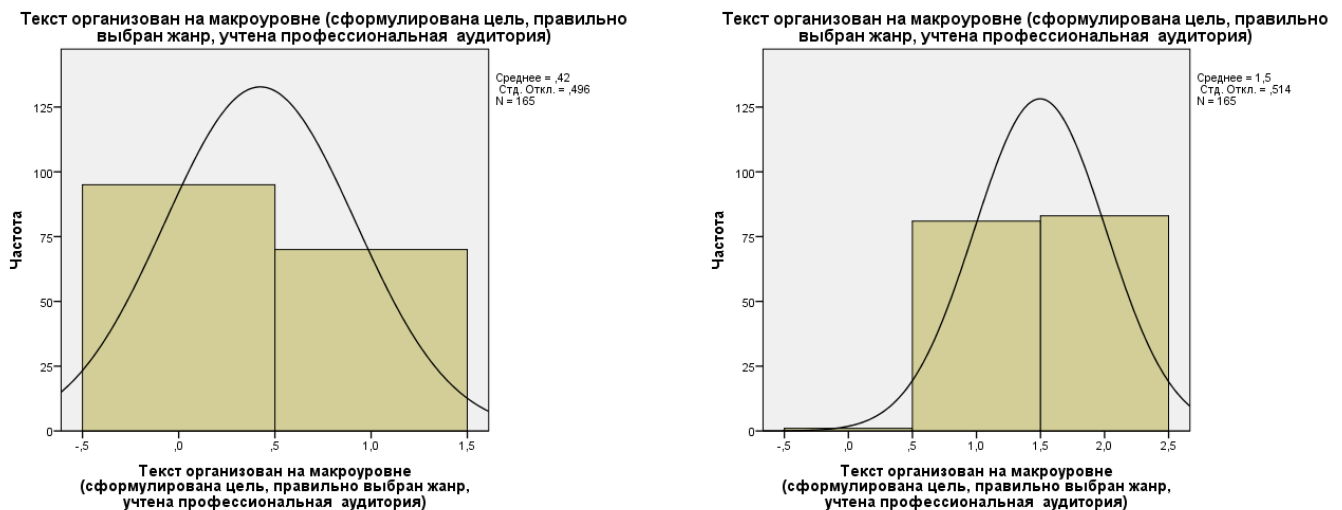 Текст организован на макроуровне (сформулирована цель, правильно
выбран жанр, учтена профессиональная аудитория)
Среднее = ,42
Стд. Откл. = ,496
N = 165
Частота
125
100
75
50
25
0
-,5
,0
,5
1,0
1,5
Текст организован на макроуровне
(сформулирована цель, правильно выбран жанр,
учтена профессиональная аудитория)
Текст организован на макроуровне (сформулирована цель, правильно
выбран жанр, учтена профессиональная аудитория)
Среднее = 1,5
Стд. Откл. = ,514
N = 165
Частота
125
100
75
50
25
0
-,5
,0
,5
1,0
1,5
2,0
2,5
Текст организован на макроуровне
(сформулирована цель, правильно выбран жанр,
учтена профессиональная аудитория)